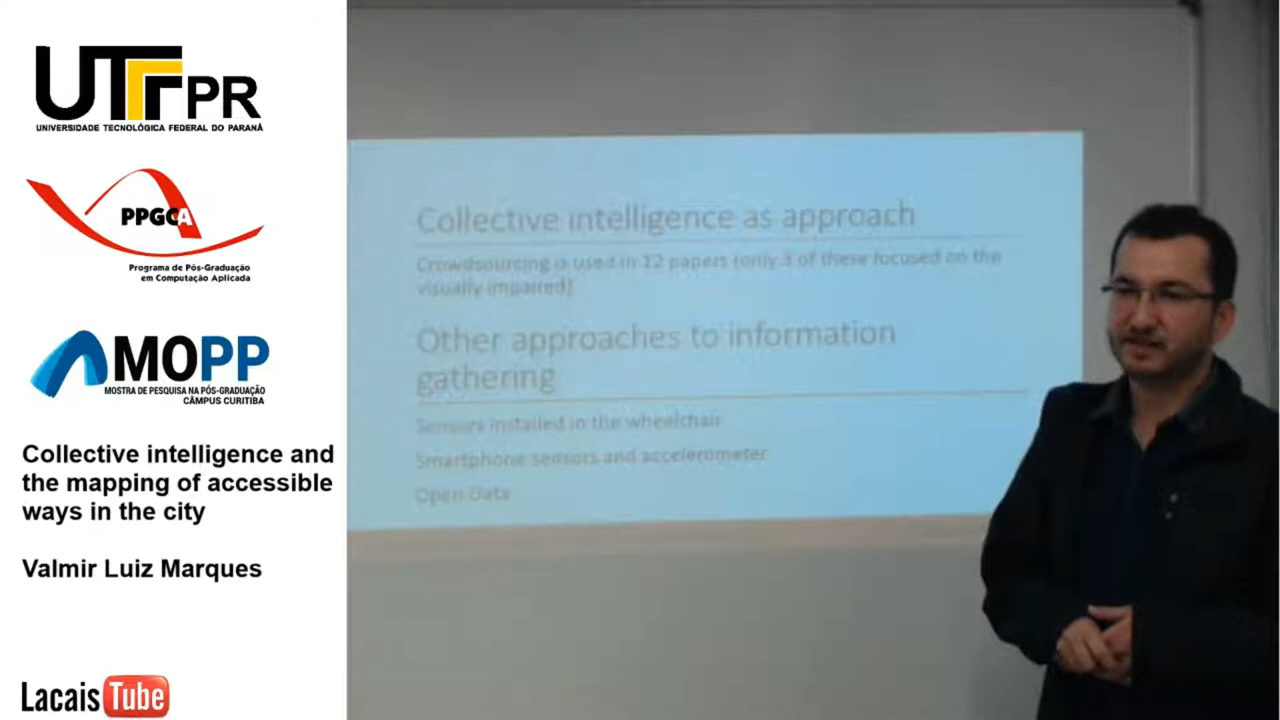 UTFPR
UNIVERSIDADE TECNOLÓGICA FEDERAL DO PARANÁ
PPGCA
Programa de Pós-Graduação
em Computação Aplicada
MOPP
MOSTRA DE PESQUISA NA PÓS-GRADUAÇÃO
CÂMPUS CURITIBA
Collective intelligence and
the mapping of accessible
ways in the city
Valmir Luiz Marques
LacaisTube
Collective intelligence as approach
Crowdsourcing is used in 12 papers (only 3 of these focused on the
visually impaired)
Other approaches to information
gathering
Sensors installed in the wheelchair
Smartphone sensors and accelerometer
Open Data